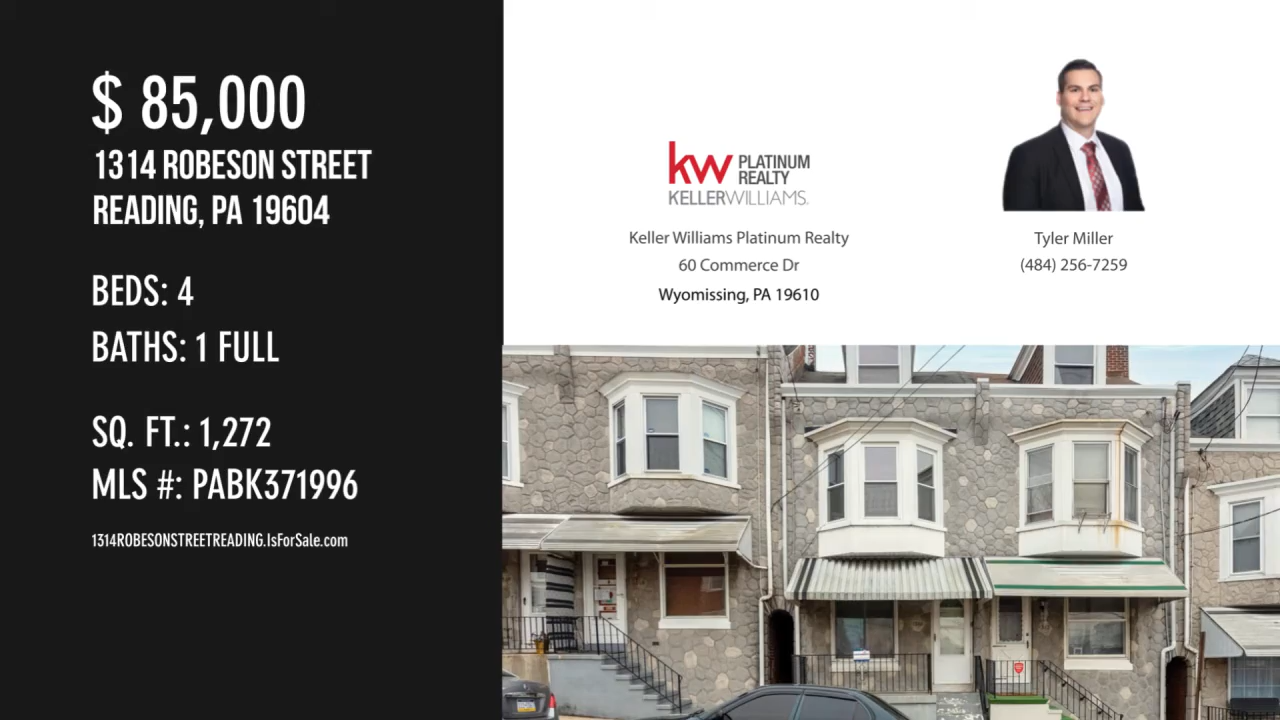 $ 85,000
1314 ROBESON STREET
READING, PA 19604
BEDS: 4
BATHS: 1 FULL
SQ. FT.: 1,272
MLS #: PABK371996
1314ROBESONSTREETREADING.IsForSale.com
kw PLATINUM
REALTY
KELLERWILLIAMS.
Keller Williams Platinum Realty
60 Commerce Dr
Wyomissing, PA 19610
Tyler Miller
(484) 256-7259